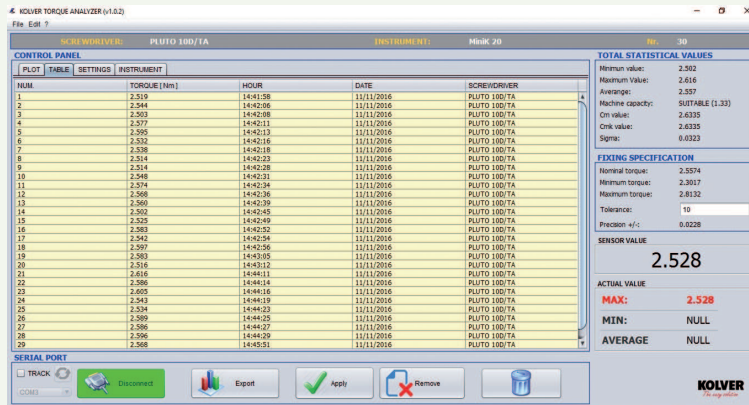 KOLVER TORQUE ANALYZER (v1.0.2)
File Edit ?
SCREWDRIVER: PLUTO 10D/TA INSTRUMENT: MiniK 20 Nr. 30
CONTROL PANEL
PLOT TABLE SETTINGS INSTRUMENT
NUM. TORQUE [ Nm ] HOUR DATE SCREWDRIVER
1 2.519 14:41:58 11/11/2016 PLUTO 10D/TA
2 2.544 14:42:06 11/11/2016 PLUTO 10D/TA
3 2.503 14:42:08 11/11/2016 PLUTO 10D/TA
4 2.577 14:42:11 11/11/2016 PLUTO 10D/TA
5 2.595 14:42:13 11/11/2016 PLUTO 10D/TA
6 2.532 14:42:16 11/11/2016 PLUTO 10D/TA
7 2.538 14:42:18 11/11/2016 PLUTO 10D/TA
8 2.514 14:42:23 11/11/2016 PLUTO 10D/TA
9 2.514 14:42:28 11/11/2016 PLUTO 10D/TA
10 2.548 14:42:31 11/11/2016 PLUTO 10D/TA
11 2.574 14:42:34 11/11/2016 PLUTO 10D/TA
12 2.568 14:42:36 11/11/2016 PLUTO 10D/TA
13 2.560 14:42:39 11/11/2016 PLUTO 10D/TA
14 2.502 14:42:45 11/11/2016 PLUTO 10D/TA
15 2.525 14:42:49 11/11/2016 PLUTO 10D/TA
16 2.583 14:42:52 11/11/2016 PLUTO 10D/TA
17 2.542 14:42:54 11/11/2016 PLUTO 10D/TA
18 2.597 14:42:56 11/11/2016 PLUTO 10D/TA
19 2.583 14:43:05 11/11/2016 PLUTO 10D/TA
20 2.516 14:43:12 11/11/2016 PLUTO 10D/TA
21 2.616 14:44:11 11/11/2016 PLUTO 10D/TA
22 2.586 14:44:14 11/11/2016 PLUTO 10D/TA
23 2.605 14:44:16 11/11/2016 PLUTO 10D/TA
24 2.543 14:44:19 11/11/2016 PLUTO 10D/TA
25 2.534 14:44:23 11/11/2016 PLUTO 10D/TA
26 2.589 14:44:25 11/11/2016 PLUTO 10D/TA
27 2.586 14:44:27 11/11/2016 PLUTO 10D/TA
28 2.596 14:44:29 11/11/2016 PLUTO 10D/TA
29 2.568 14:45:51 11/11/2016 PLUTO 10D/TA
SERIAL PORT
TRACK
COM3
Disconnect
Export
Apply
Remove
TOTAL STATISTICAL VALUES
Minimun value: 2.502
Maximum Value: 2.616
Averange: 2.557
Machine capacity: SUITABLE (1.33)
Cm value: 2.6335
Cmk value: 2.6335
Sigma: 0.0323
FIXING SPECIFICATION
Nominal torque: 2.5574
Minimum torque: 2.3017
Maximum torque: 2.8132
Tolerance: 10
Precision +/-: 0.0228
SENSOR VALUE
2.528
ACTUAL VALUE
MAX: 2.528
MIN: NULL
AVERAGE NULL
KOLVER
The easy solution